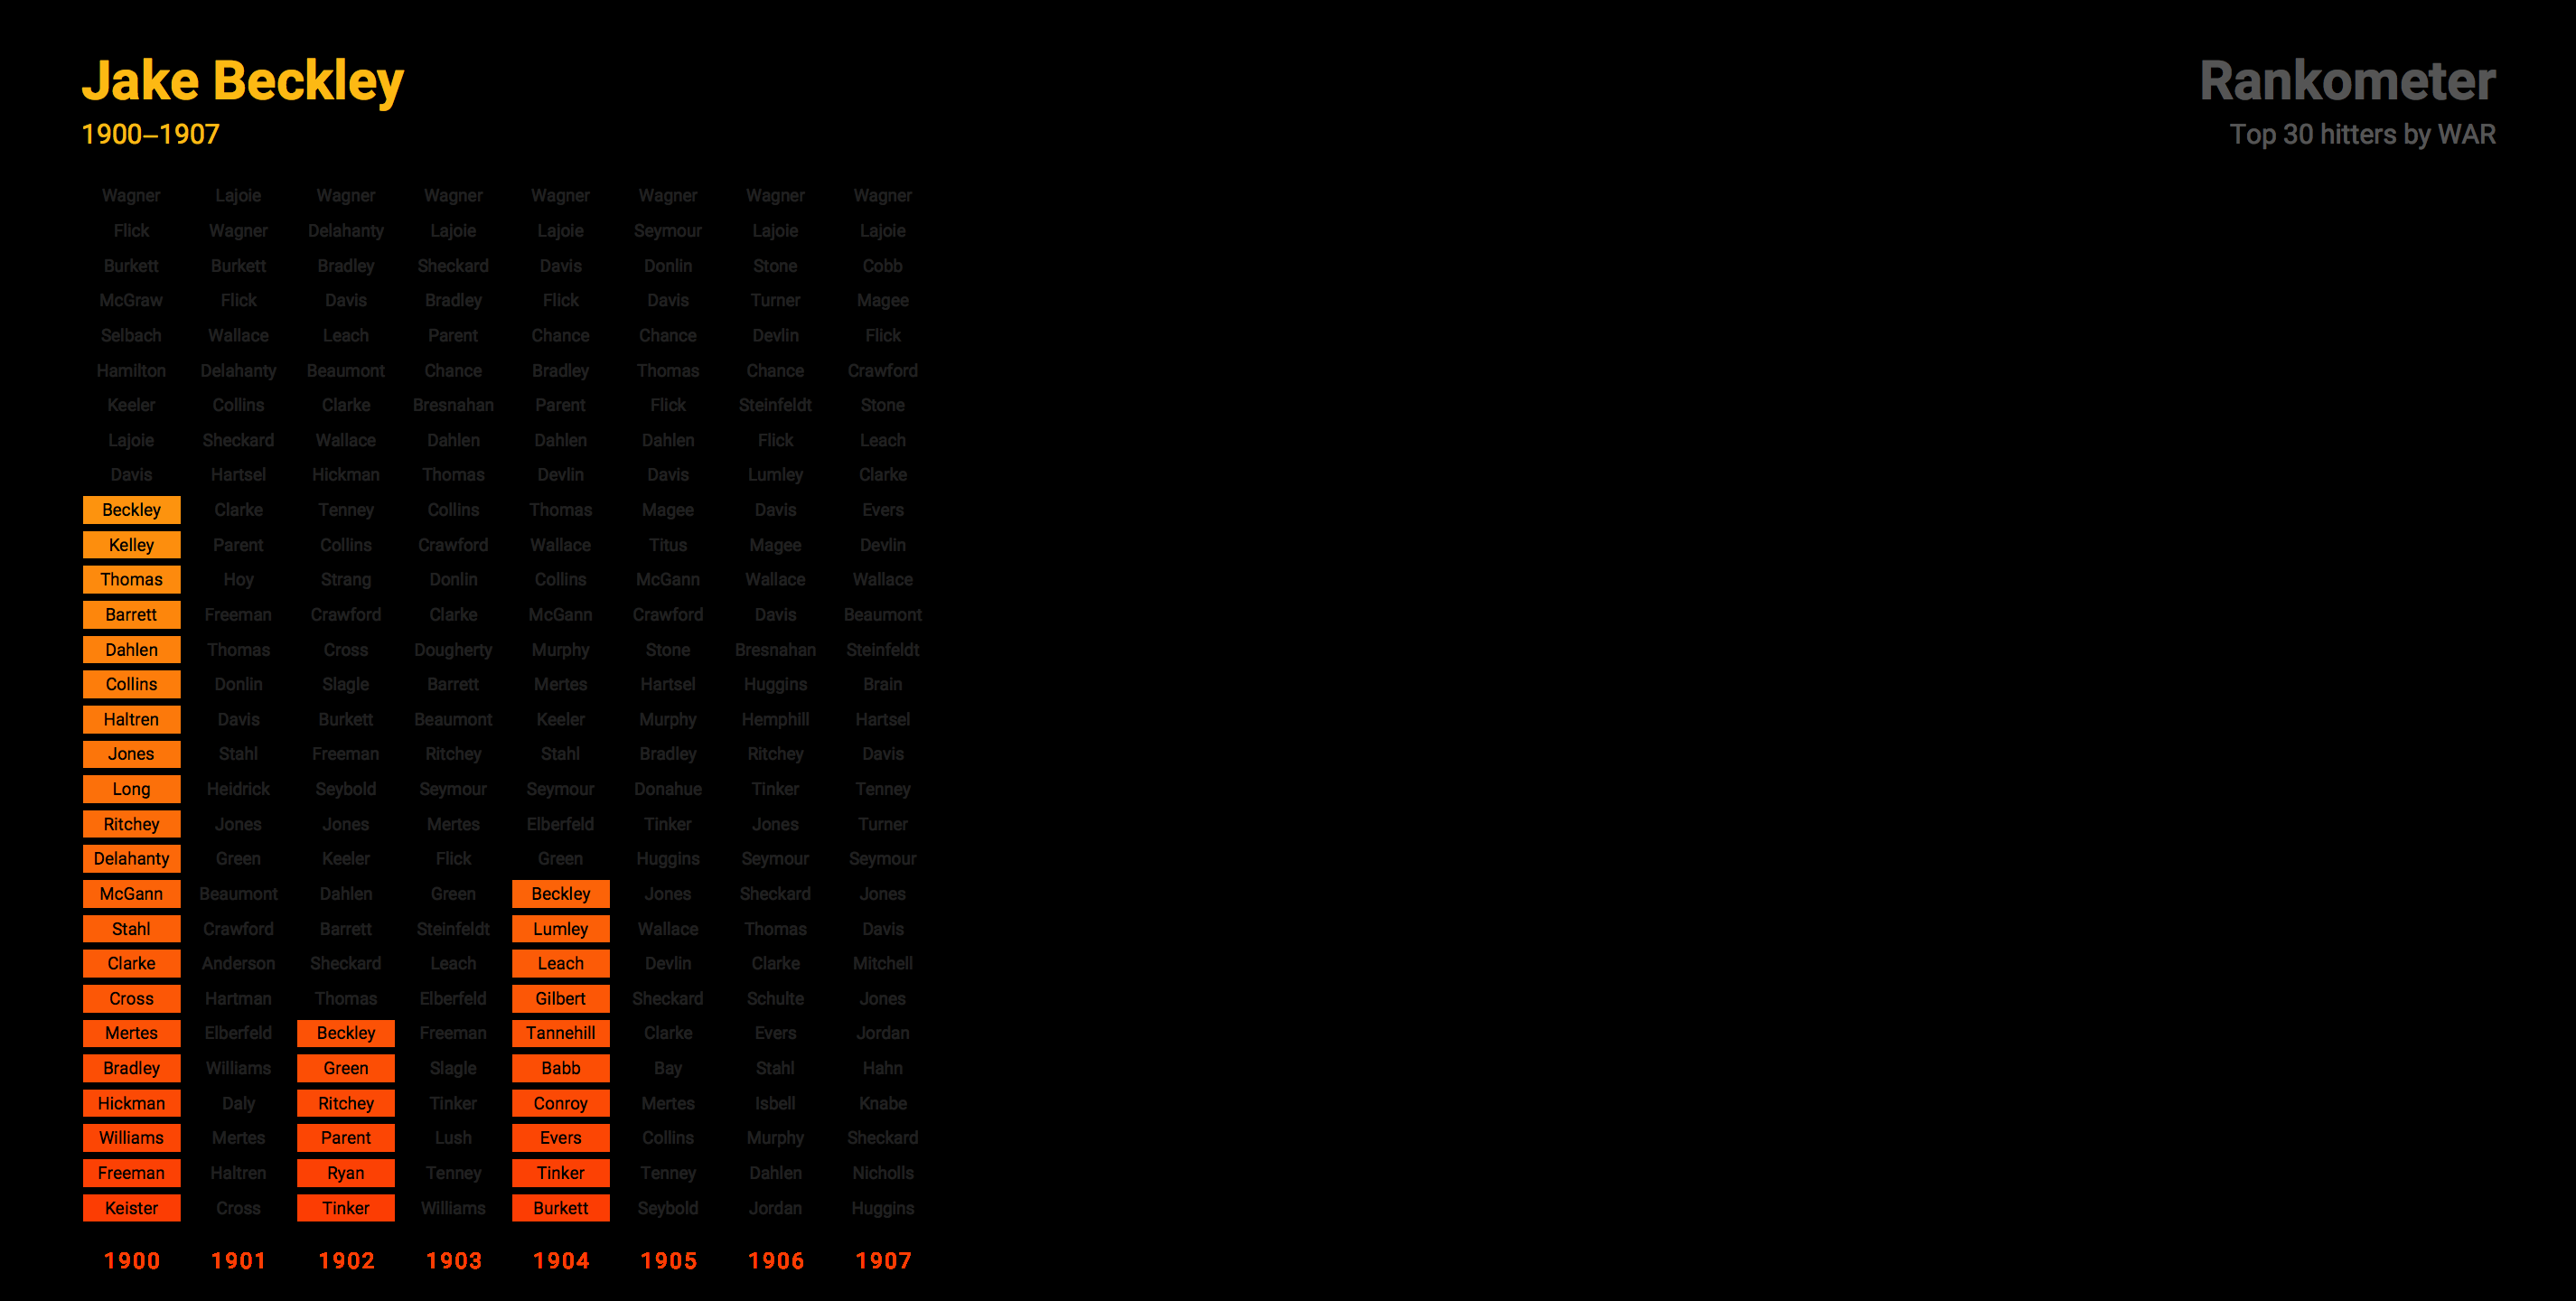 Jake Beckley
1900–1907
Rankometer
Top 30 hitters by WAR
Wagner Lajoie Wagner Wagner Wagner Wagner Wagner Wagner
Flick Wagner Delahanty Lajoie Lajoie Seymour Lajoie Lajoie
Burkett Burkett Bradley Sheckard Davis Donlin Stone Cobb
McGraw Flick Davis Bradley Flick Davis Turner Magee
Selbach Wallace Leach Parent Chance Chance Devlin Flick
Hamilton Delahanty Beaumont Chance Bradley Thomas Chance Crawford
Keeler Collins Clarke Bresnahan Parent Flick Steinfeldt Stone
Lajoie Sheckard Wallace Dahlen Dahlen Dahlen Flick Leach
Davis Hartsel Hickman Thomas Devlin Davis Lumley Clarke
Beckley Clarke Tenney Collins Thomas Magee Davis Evers
Kelley Parent Collins Crawford Wallace Titus Magee Devlin
Thomas Hoy Strang Donlin Collins McGann Wallace Wallace
Barrett Freeman Crawford Clarke McGann Crawford Davis Beaumont
Dahlen Thomas Cross Dougherty Murphy Stone Bresnahan Steinfeldt
Collins Donlin Slagle Barrett Mertes Hartsel Huggins Brain
Haltren Davis Burkett Beaumont Keeler Murphy Hemphill Hartsel
Jones Stahl Freeman Ritchey Stahl Bradley Ritchey Davis
Long Heidrick Seybold Seymour Seymour Donahue Tinker Tenney
Ritchey Jones Jones Mertes Elberfeld Tinker Jones Turner
Delahanty Green Keeler Flick Green Huggins Seymour Seymour
McGann Beaumont Dahlen Green Beckley Jones Sheckard Jones
Stahl Crawford Barrett Steinfeldt Lumley Wallace Thomas Davis
Clarke Anderson Sheckard Leach Leach Devlin Clarke Mitchell
Cross Hartman Thomas Elberfeld Gilbert Sheckard Schulte Jones
Mertes Elberfeld Beckley Freeman Tannehill Clarke Evers Jordan
Bradley Williams Green Slagle Babb Bay Stahl Hahn
Hickman Daly Ritchey Tinker Conroy Mertes Isbell Knabe
Williams Mertes Parent Lush Evers Collins Murphy Sheckard
Freeman Haltren Ryan Tenney Tinker Tenney Dahlen Nicholls
Keister Cross Tinker Williams Burkett Seybold Jordan Huggins
1900 1901 1902 1903 1904 1905 1906 1907